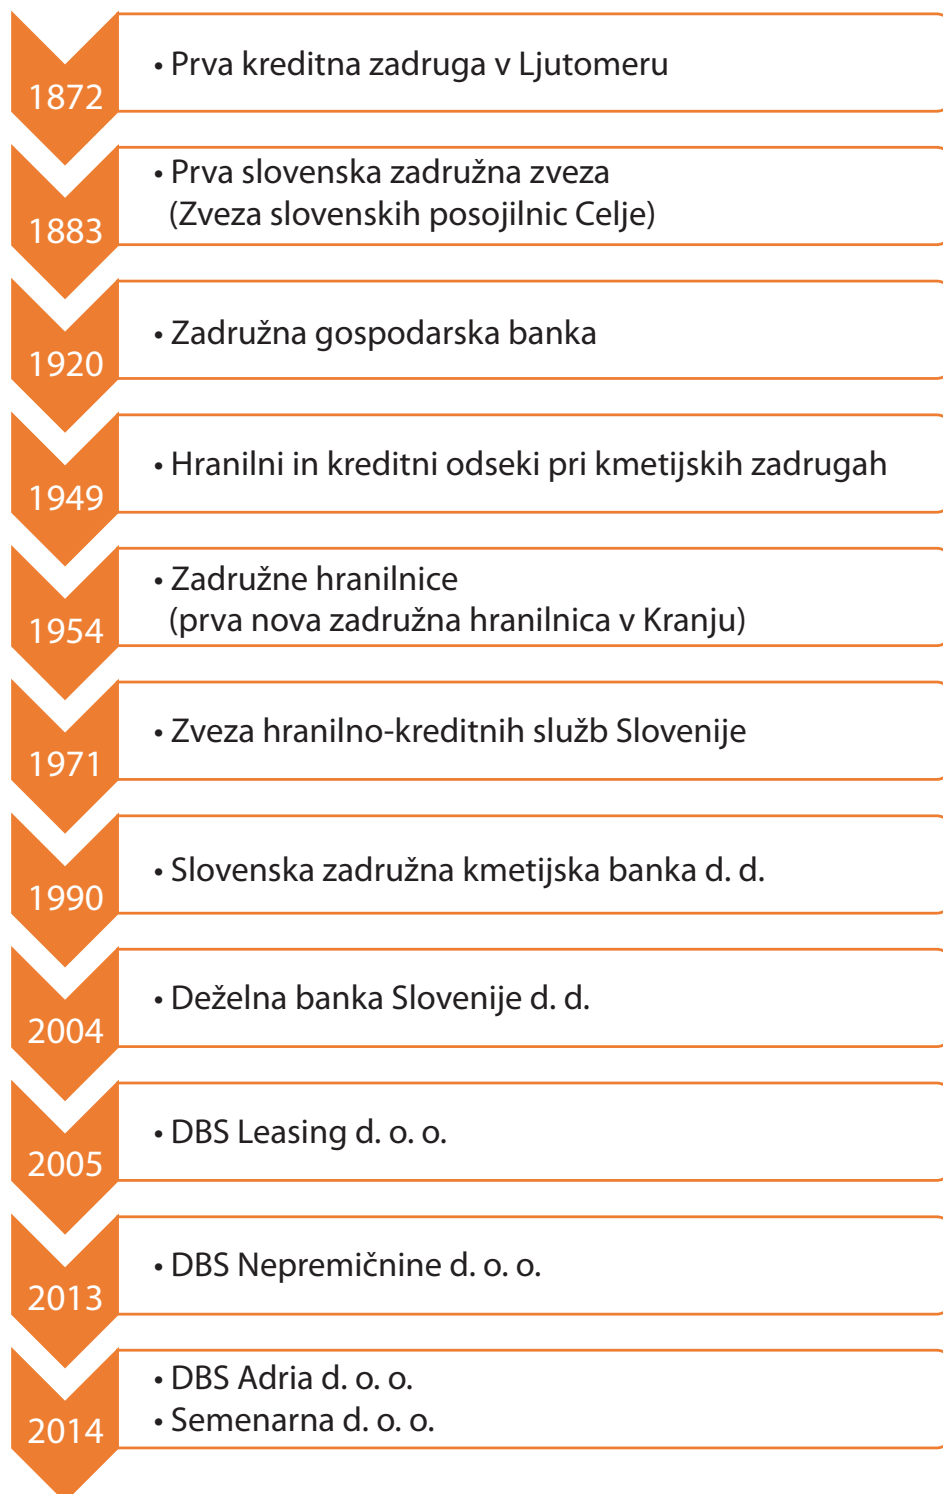 1872
• Prva kreditna zadruga v Ljutomeru
1883
• Prva slovenska zadružna zveza
(Zveza slovenskih posojilnic Celje)
1920
• Zadružna gospodarska banka
1949
• Hranilni in kreditni odseki pri kmetijskih zadrugah
1954
• Zadružne hranilnice
(prva nova zadružna hranilnica v Kranju)
1971
• Zveza hranilno-kreditnih služb Slovenije
1990
• Slovenska zadružna kmetijska banka d. d.
2004
• Deželna banka Slovenije d. d.
2005
• DBS Leasing d. o. o.
2013
• DBS Nepremičnine d. o. o.
2014
• DBS Adria d. o. o.
• Semenarna d. o. o.